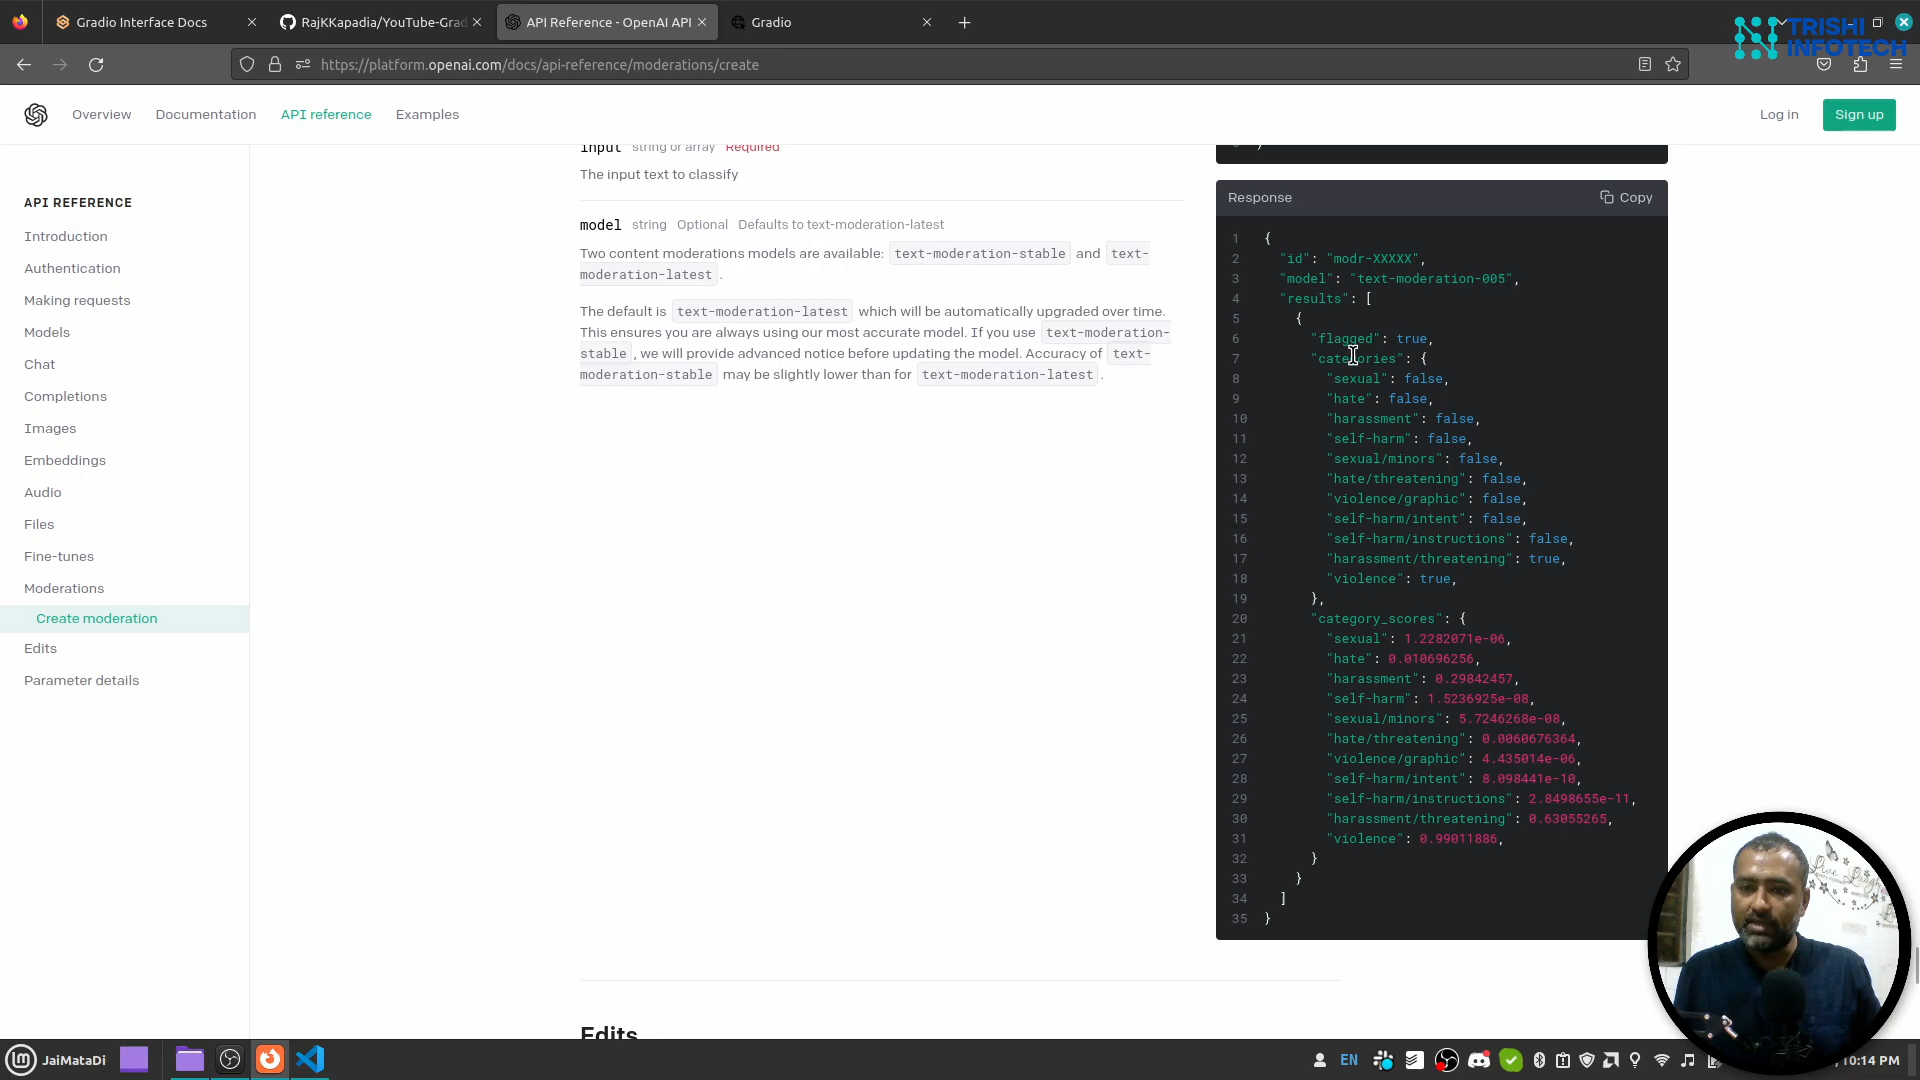 Gradio Interface Docs
RajKKapadia/YouTube-Grad
API Reference - OpenAI API
Gradio
TRISHI
INFOTECH
https://platform.openai.com/docs/api-reference/moderations/create
Overview
Documentation
API reference
Examples
Log in
Sign up
API REFERENCE
Introduction
Authentication
Making requests
Models
Chat
Completions
Images
Embeddings
Audio
Files
Fine-tunes
Moderations
Create moderation
Edits
Parameter details
input string or array Required
The input text to classify
model string Optional Defaults to text-moderation-latest
Two content moderations models are available: text-moderation-stable and text-
moderation-latest .
The default is text-moderation-latest which will be automatically upgraded over time.
This ensures you are always using our most accurate model. If you use text-moderation-
stable , we will provide advanced notice before updating the model. Accuracy of text-
moderation-stable may be slightly lower than for text-moderation-latest .
Edits
Response Copy
1 {
2 "id": "modr-XXXXX",
3 "model": "text-moderation-005",
4 "results": [
5 {
6 "flagged": true,
7 "categories": {
8 "sexual": false,
9 "hate": false,
10 "harassment": false,
11 "self-harm": false,
12 "sexual/minors": false,
13 "hate/threatening": false,
14 "violence/graphic": false,
15 "self-harm/intent": false,
16 "self-harm/instructions": false,
17 "harassment/threatening": true,
18 "violence": true,
19 },
20 "category_scores": {
21 "sexual": 1.2282071e-06,
22 "hate": 0.010696256,
23 "harassment": 0.29842457,
24 "self-harm": 1.5236925e-08,
25 "sexual/minors": 5.7246268e-08,
26 "hate/threatening": 0.0060676364,
27 "violence/graphic": 4.435014e-06,
28 "self-harm/intent": 8.098441e-10,
29 "self-harm/instructions": 2.8498655e-11,
30 "harassment/threatening": 0.63055265,
31 "violence": 0.99011886,
32 }
33 }
34 ]
35 }
JaiMataDi
EN
10:14 PM